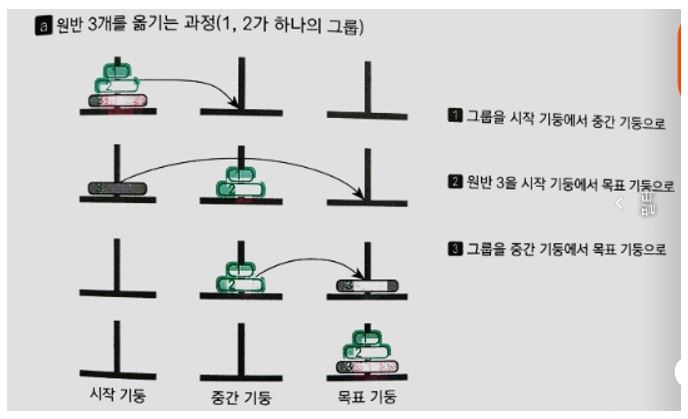 a 원반 3개를 옮기는 과정(1, 2가 하나의 그룹)
1
2
3
1 그룹을 시작 기둥에서 중간 기둥으로
3
1
2
2 원반 3을 시작 기둥에서 목표 기둥으로
1
2
3
3 그룹을 중간 기둥에서 목표 기둥으로
1
2
3
시작 기둥 중간 기둥 목표 기둥